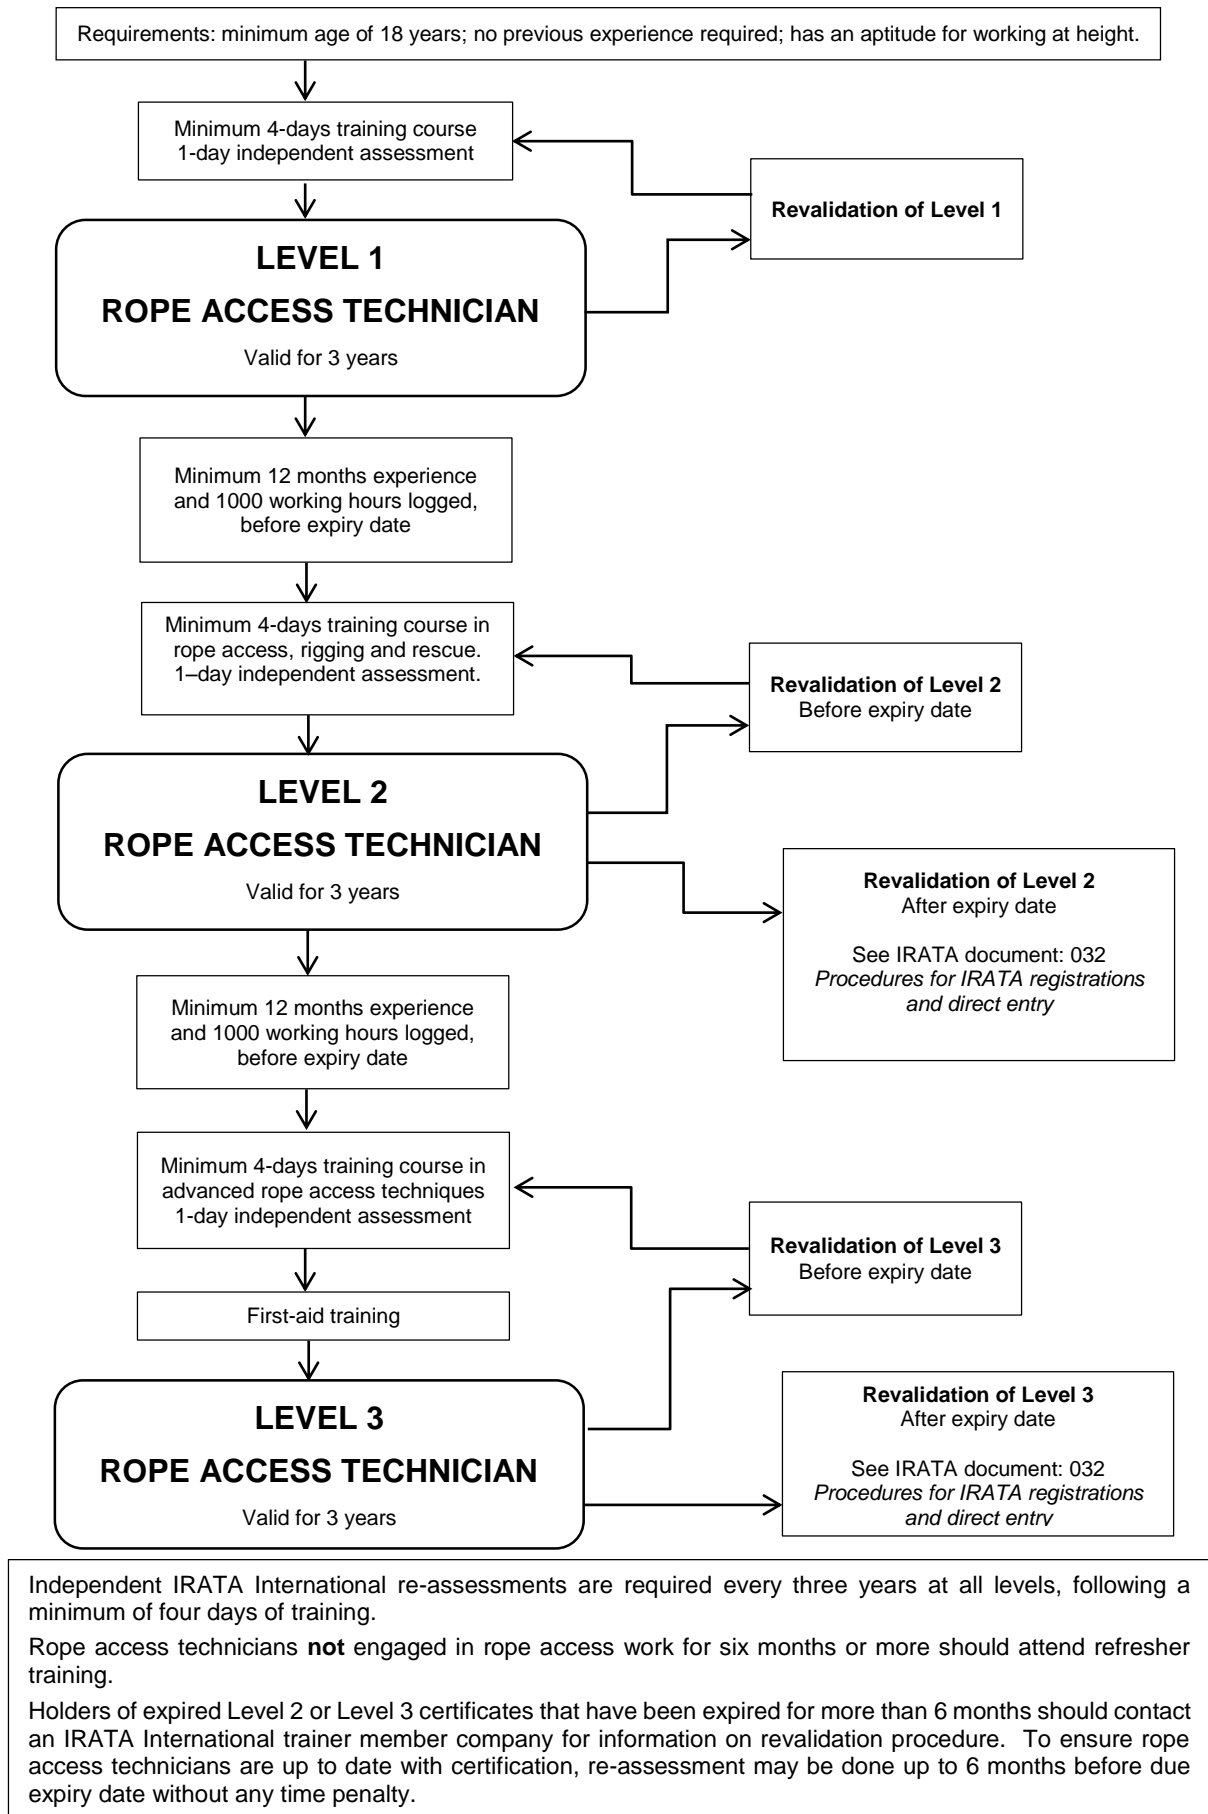 Requirements: minimum age of 18 years; no previous experience required; has an aptitude for working at height.
Minimum 4-days training course
1-day independent assessment
Revalidation of Level 1
LEVEL 1
ROPE ACCESS TECHNICIAN
Valid for 3 years
Minimum 12 months experience
and 1000 working hours logged,
before expiry date
Minimum 4-days training course in
rope access, rigging and rescue.
1–day independent assessment.
Revalidation of Level 2
Before expiry date
LEVEL 2
ROPE ACCESS TECHNICIAN
Valid for 3 years
Revalidation of Level 2
After expiry date
See IRATA document: 032
Procedures for IRATA registrations
and direct entry
Minimum 12 months experience
and 1000 working hours logged,
before expiry date
Minimum 4-days training course in
advanced rope access techniques
1-day independent assessment
Revalidation of Level 3
Before expiry date
First-aid training
LEVEL 3
ROPE ACCESS TECHNICIAN
Valid for 3 years
Revalidation of Level 3
After expiry date
See IRATA document: 032
Procedures for IRATA registrations
and direct entry
Independent IRATA International re-assessments are required every three years at all levels, following a
minimum of four days of training.
Rope access technicians not engaged in rope access work for six months or more should attend refresher
training.
Holders of expired Level 2 or Level 3 certificates that have been expired for more than 6 months should contact
an IRATA International trainer member company for information on revalidation procedure. To ensure rope
access technicians are up to date with certification, re-assessment may be done up to 6 months before due
expiry date without any time penalty.